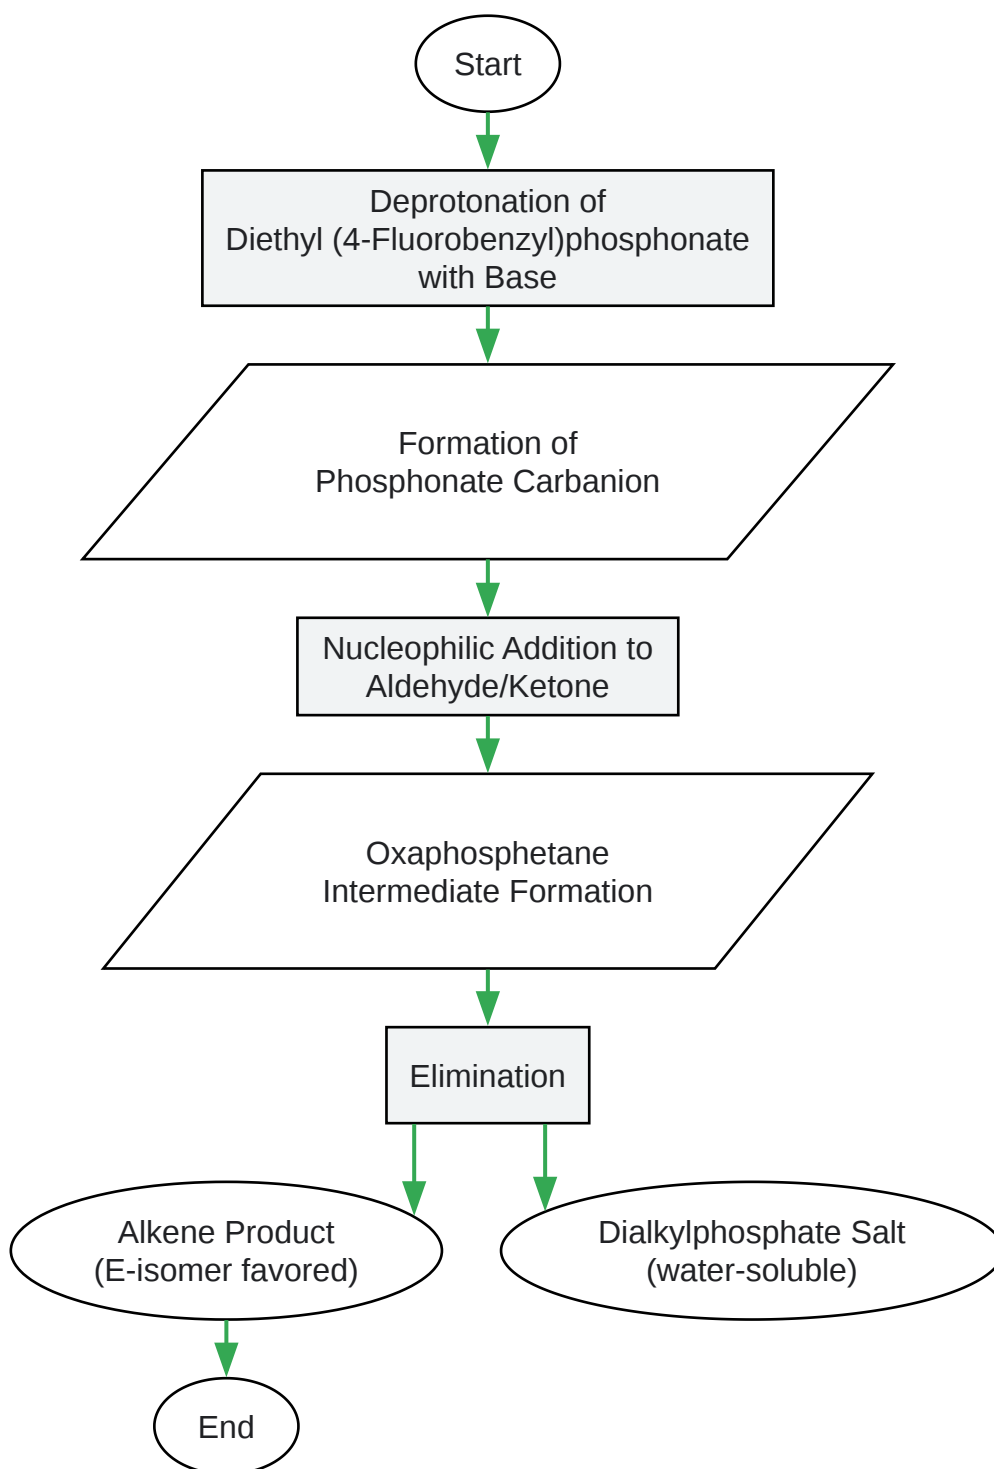 Start
Deprotonation of
Diethyl (4-Fluorobenzyl)phosphonate
with Base
Formation of
Phosphonate Carbanion
Nucleophilic Addition to
Aldehyde/Ketone
Oxaphosphetane
Intermediate Formation
Elimination
Alkene Product
(E-isomer favored)
Dialkylphosphate Salt
(water-soluble)
End